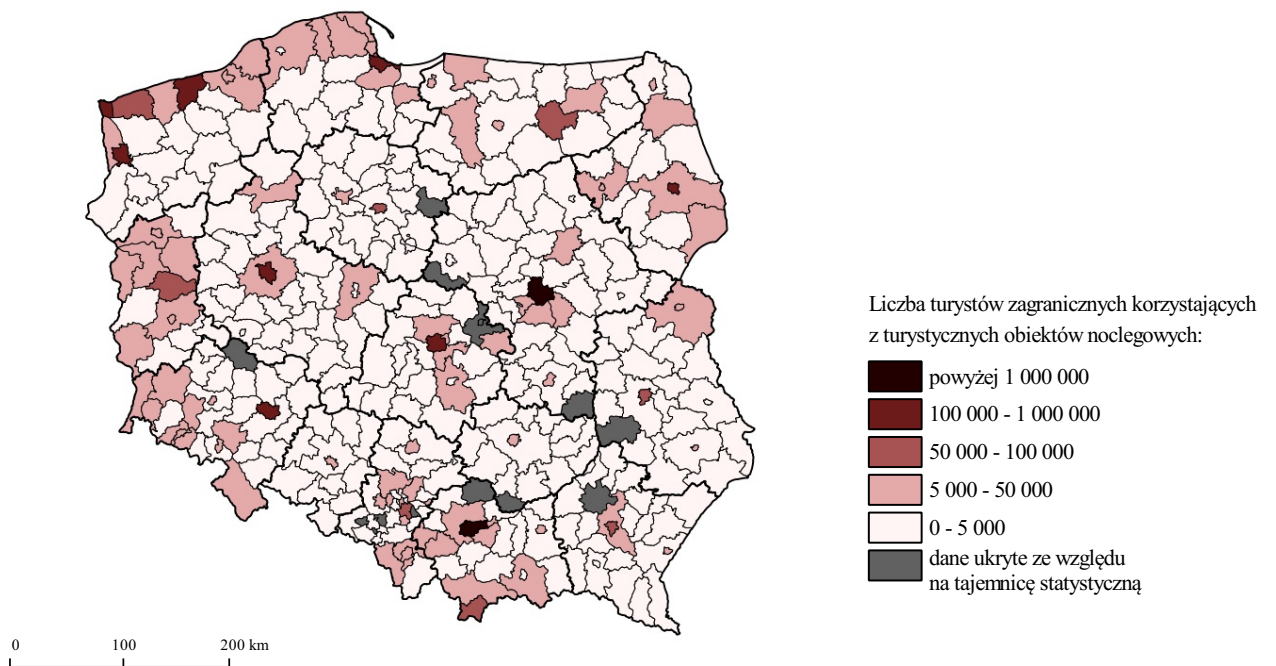 Liczba turystów zagranicznych korzystających
z turystycznych obiektów noclegowych:
powyżej 1 000 000
100 000 - 1 000 000
50 000 - 100 000
5 000 - 50 000
0 - 5 000
dane ukryte ze względu
na tajemnicę statystyczną
0 100 200 km